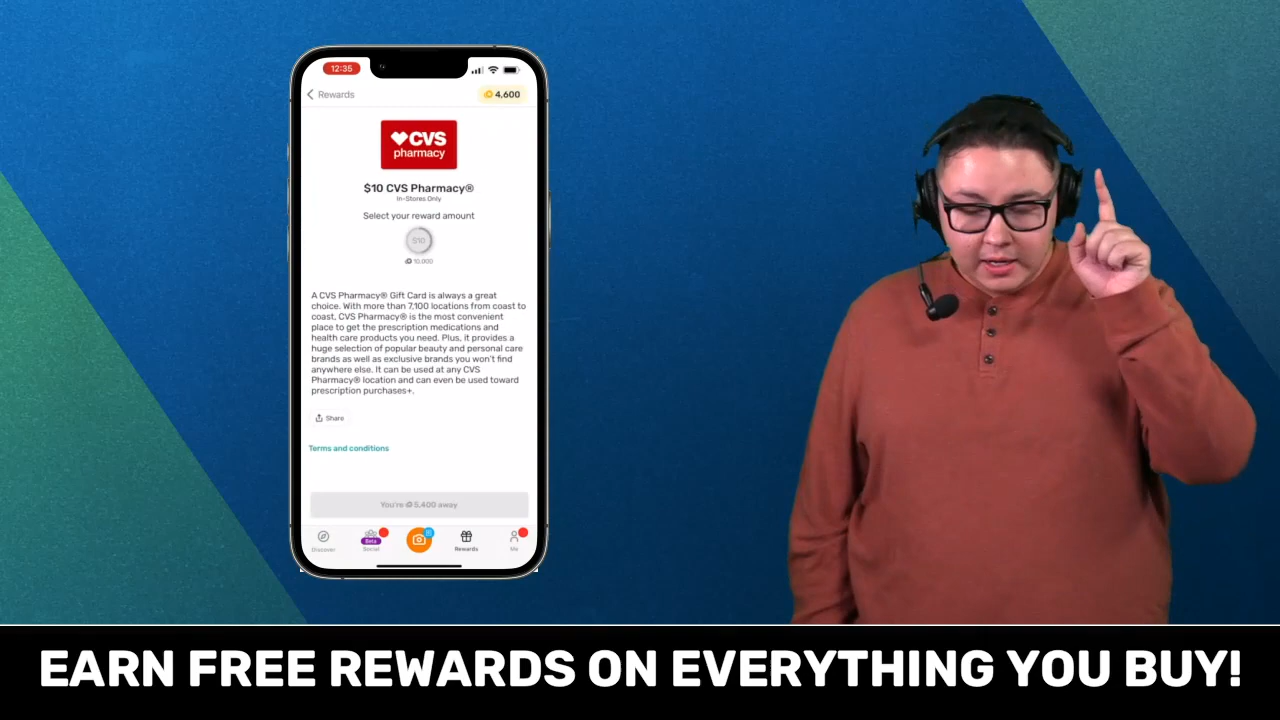 12:35
Rewards
4,600
CVS
pharmacy
$10 CVS Pharmacy®
In-Stores Only
Select your reward amount
$10
10,000
A CVS Pharmacy® Gift Card is always a great
choice. With more than 7,100 locations from coast to
coast, CVS Pharmacy® is the most convenient
place to get the prescription medications and
health care products you need. Plus, it provides a
huge selection of popular beauty and personal care
brands as well as exclusive brands you won't find
anywhere else. It can be used at any CVS
Pharmacy® location and can even be used toward
prescription purchases+.
Share
Terms and conditions
You're 5,400 away
Beta
Discover Social Rewards Me
EARN FREE REWARDS ON EVERYTHING YOU BUY!